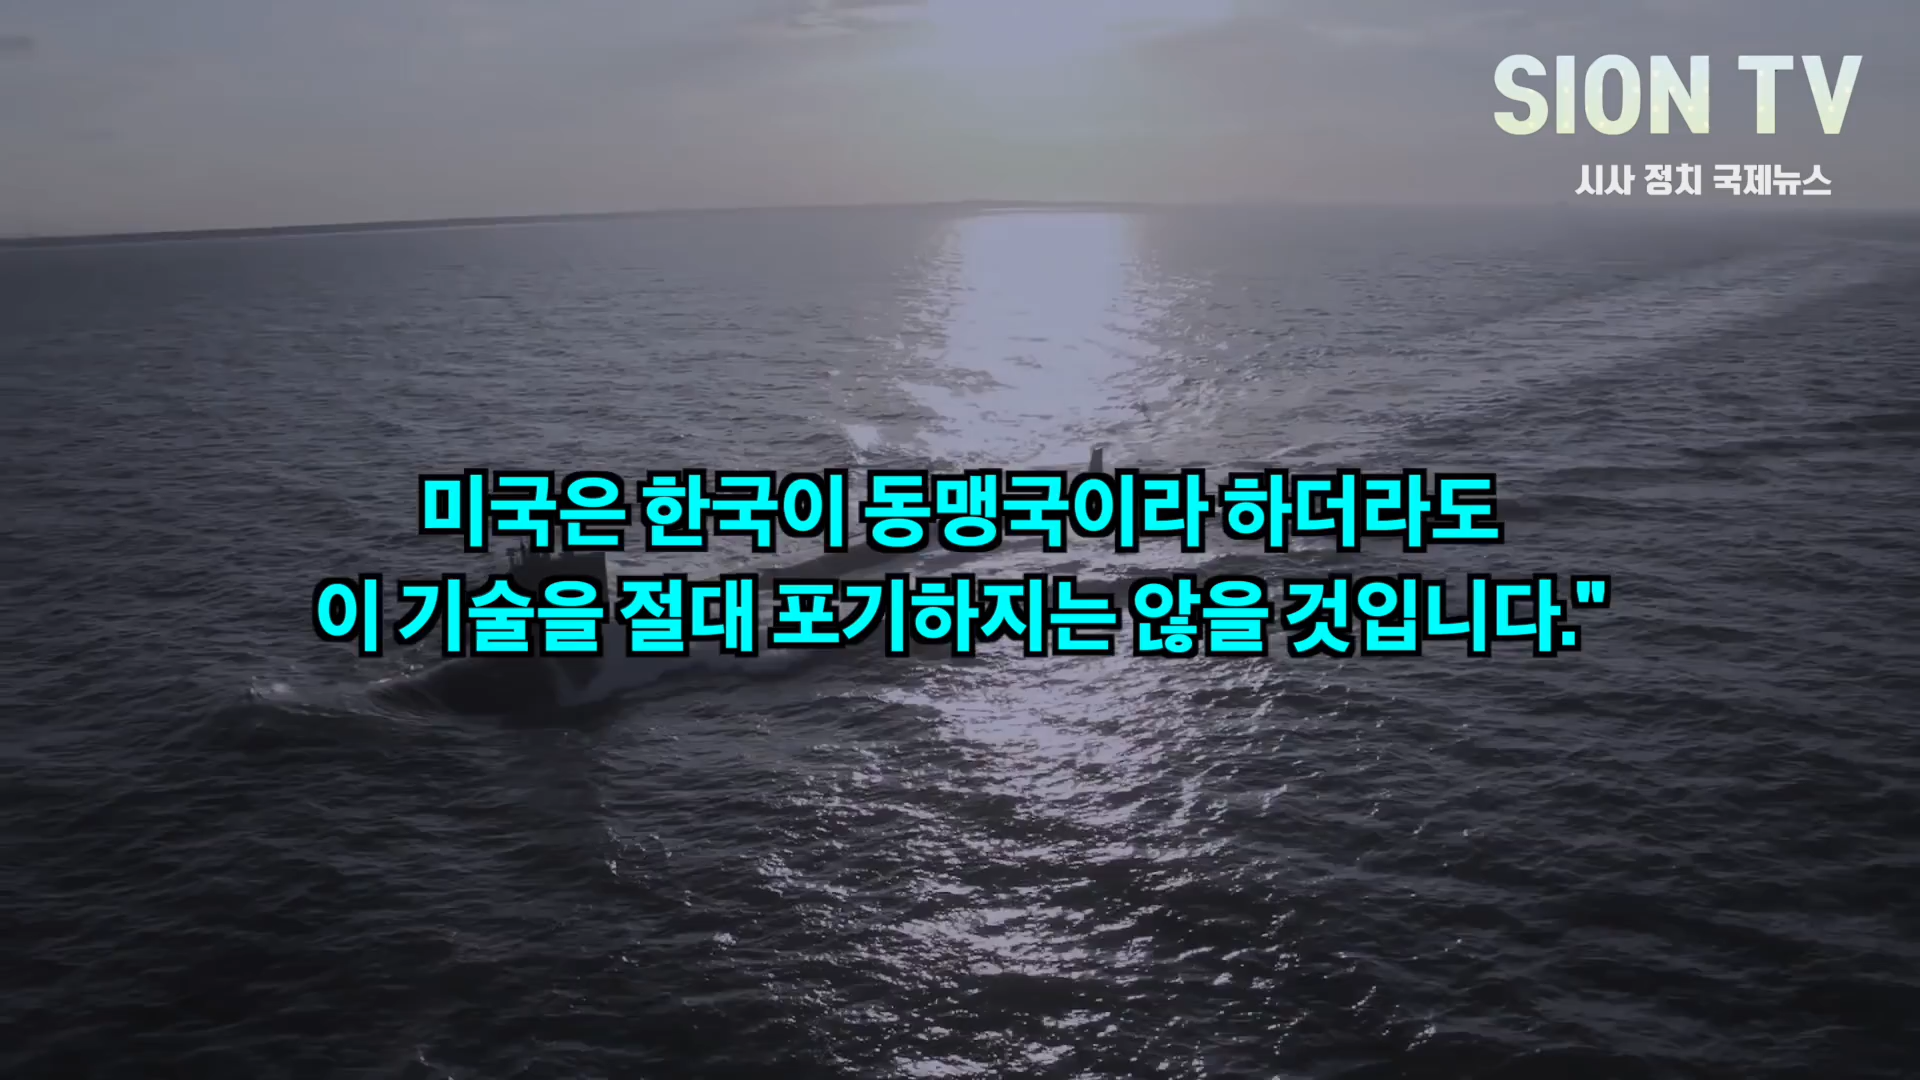 SION TV
시사 정치 국제뉴스
미국은 한국이 동맹국이라 하더라도
이 기술을 절대 포기하지는 않을 것입니다."